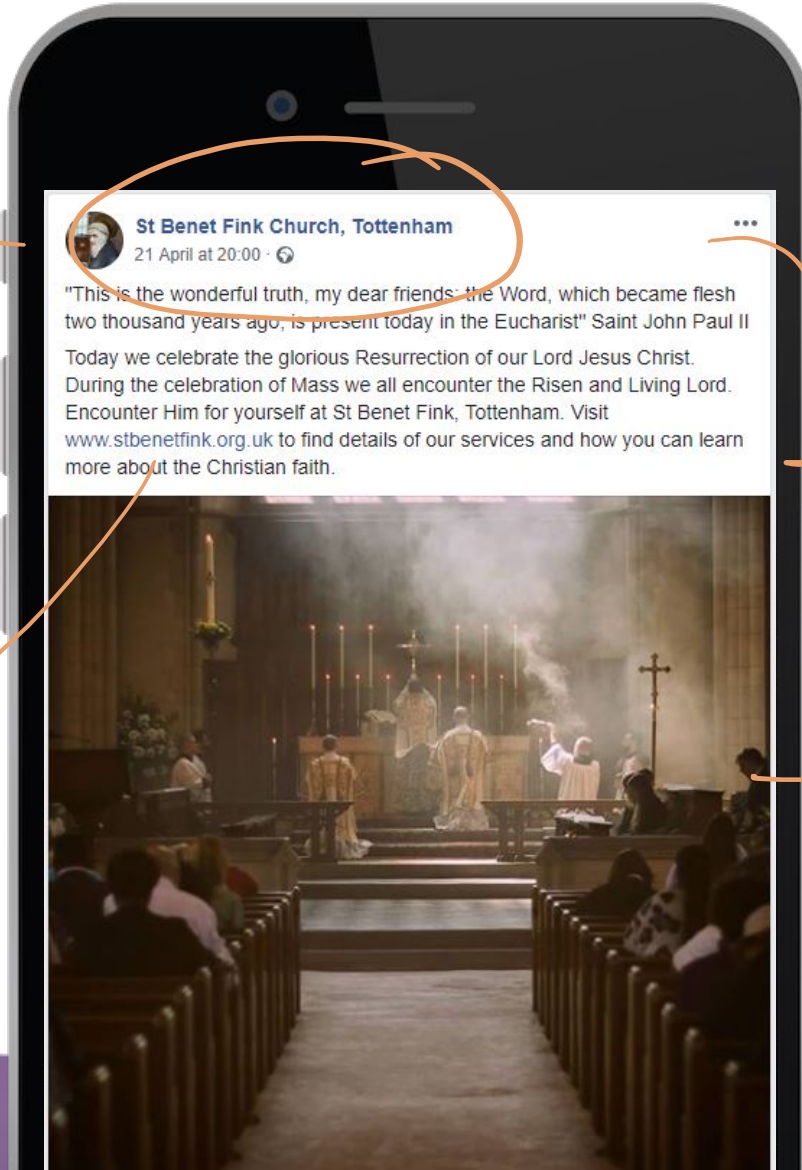 St Benet Fink Church, Tottenham
21 April at 20:00 ·
"This is the wonderful truth, my dear friends: the Word, which became flesh
two thousand years ago, is present today in the Eucharist" Saint John Paul II
Today we celebrate the glorious Resurrection of our Lord Jesus Christ.
During the celebration of Mass we all encounter the Risen and Living Lord.
Encounter Him for yourself at St Benet Fink, Tottenham. Visit
www.stbenetfink.org.uk to find details of our services and how you can learn
more about the Christian faith.